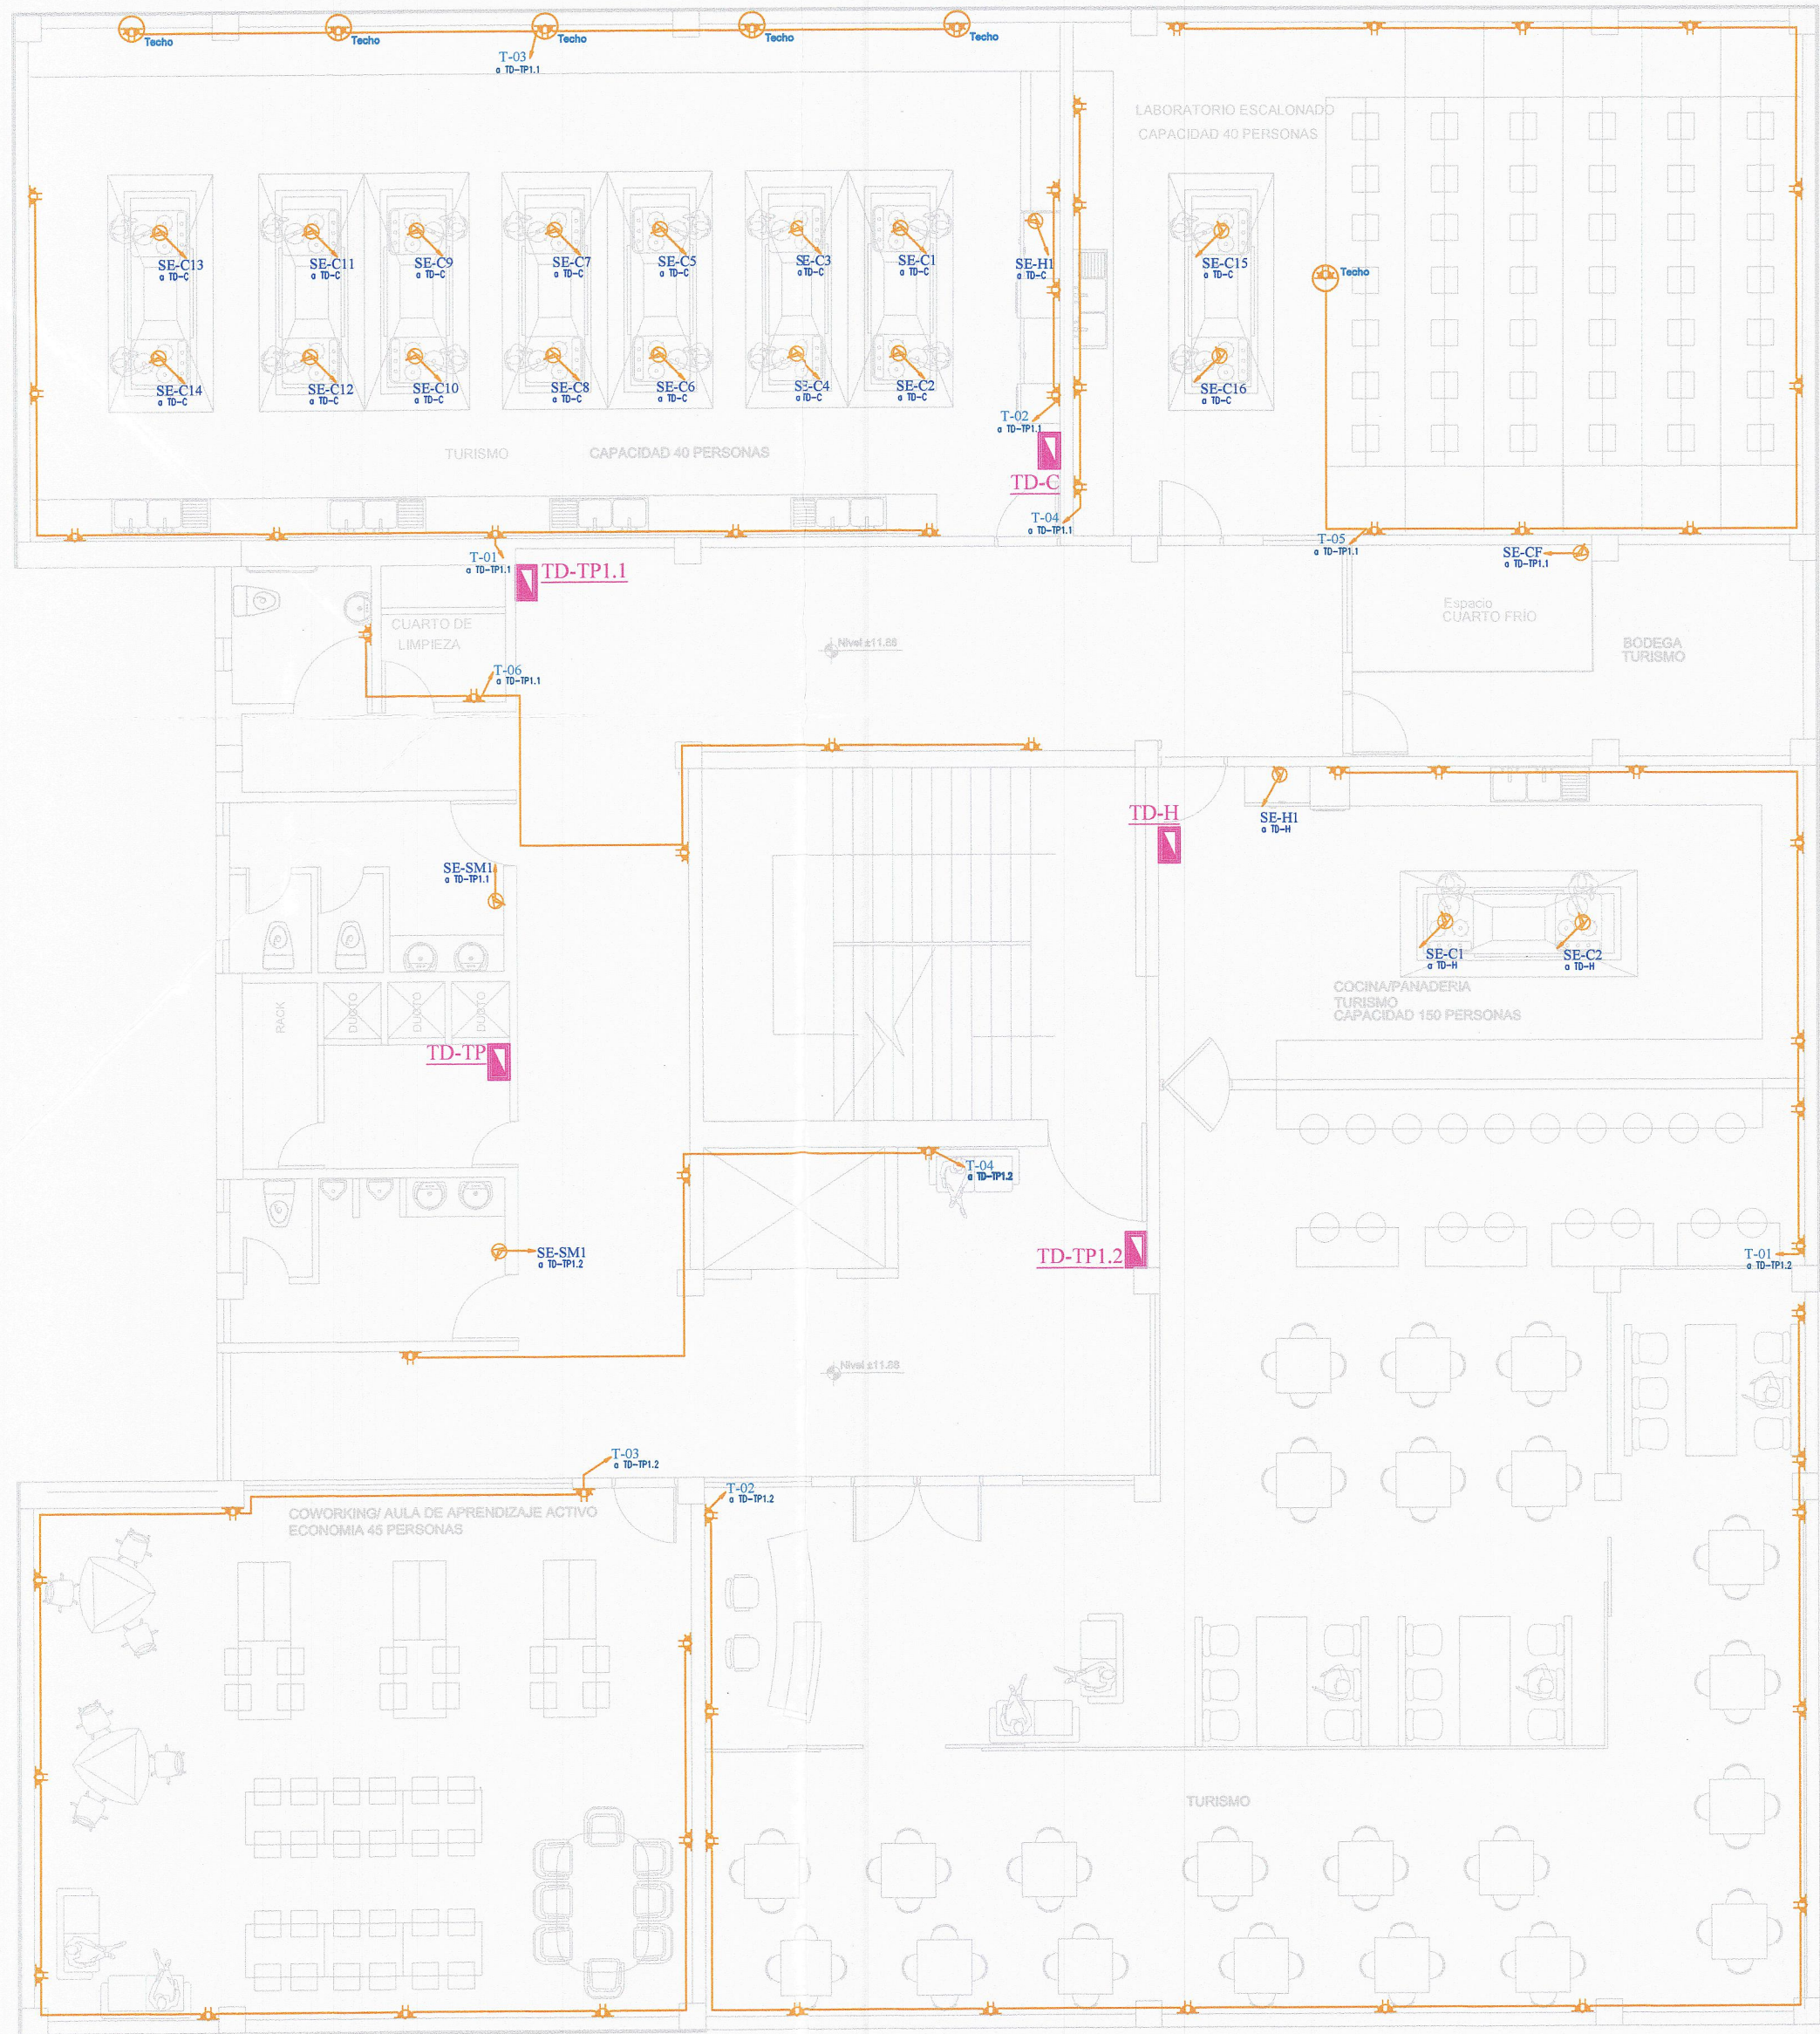 Techo
Techo
Techo
Techo
Techo
T-03
a TD-TP1.1
LABORATORIO ESCALONADO
CAPACIDAD 40 PERSONAS
SE-C13
a TD-C
SE-C11
a TD-C
SE-C9
a TD-C
SE-C7
a TD-C
SE-C5
a TD-C
SE-C3
a TD-C
SE-C1
a TD-C
SE-H1
a TD-C
SE-C15
a TD-C
Techo
SE-C14
a TD-C
SE-C12
a TD-C
SE-C10
a TD-C
SE-C8
a TD-C
SE-C6
a TD-C
SE-C4
a TD-C
SE-C2
a TD-C
SE-C16
a TD-C
T-02
a TD-TP1.1
TURISMO
CAPACIDAD 40 PERSONAS
TD-C
T-04
a TD-TP1.1
T-05
a TD-TP1.1
SE-CF
a TD-TP1.1
T-01
a TD-TP1.1
TD-TP1.1
CUARTO DE
LIMPIEZA
Espacio
CUARTO FRÍO
Nivel ±11.88
BODEGA
TURISMO
T-06
a TD-TP1.1
TD-H
SE-H1
a TD-H
SE-SM1
a TD-TP1.1
SE-C1
a TD-H
SE-C2
a TD-H
COCINA/PANADERIA
TURISMO
CAPACIDAD 150 PERSONAS
RACK
DUCTO
DUCTO
DUCTO
TD-TP
T-04
a TD-TP1.2
SE-SM1
a TD-TP1.2
TD-TP1.2
T-01
a TD-TP1.2
Nivel ±11.88
T-03
a TD-TP1.2
T-02
a TD-TP1.2
COWORKING/ AULA DE APRENDIZAJE ACTIVO
ECONOMIA 45 PERSONAS
TURISMO